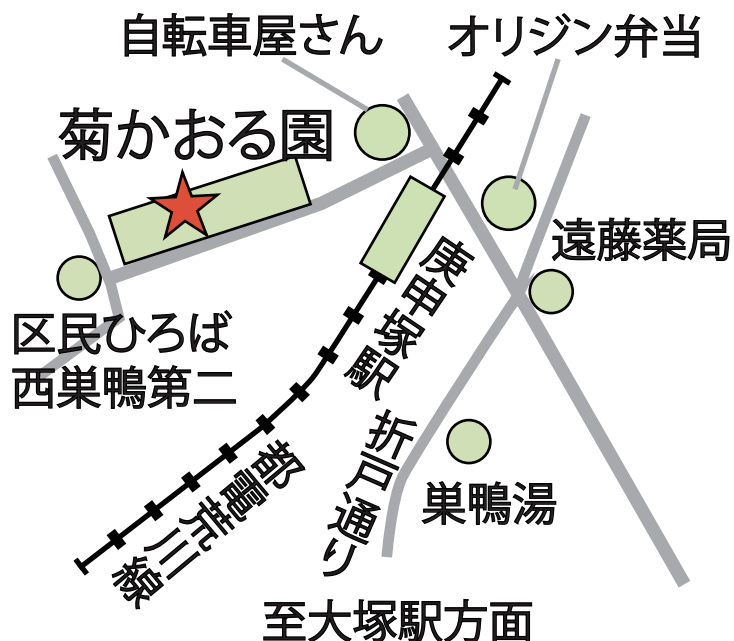 自転車屋さん
オリジン弁当
菊かおる園
遠藤薬局
庚申塚駅
区民ひろば
西巣鴨第二
折戸通り
都電荒川線
巣鴨湯
至大塚駅方面